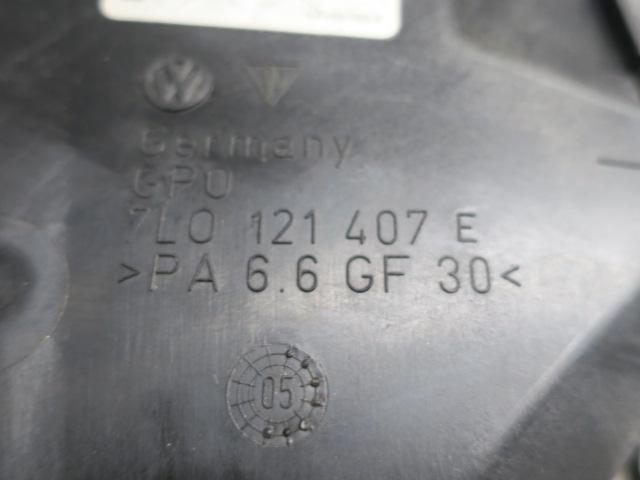 Germany
GPO
7L0 121 407 E
>PA 6.6 GF 30<
05